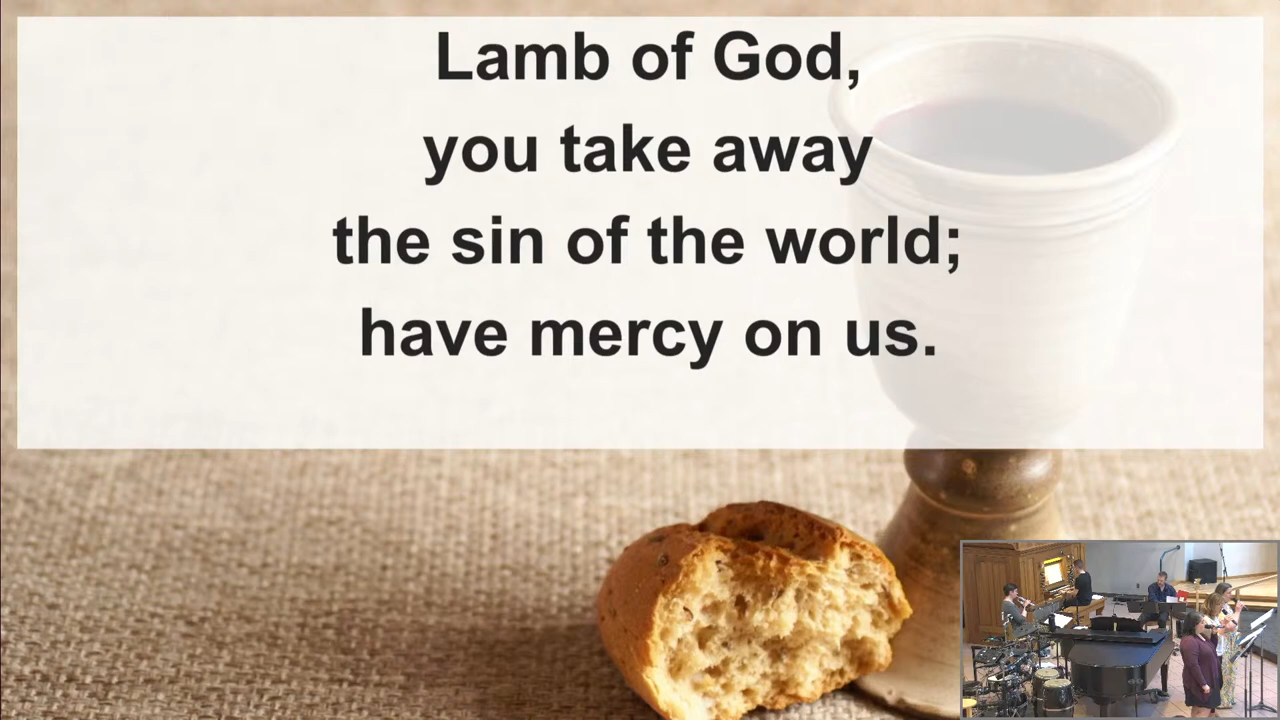 Lamb of God,
you take away
the sin of the world;
have mercy on us.